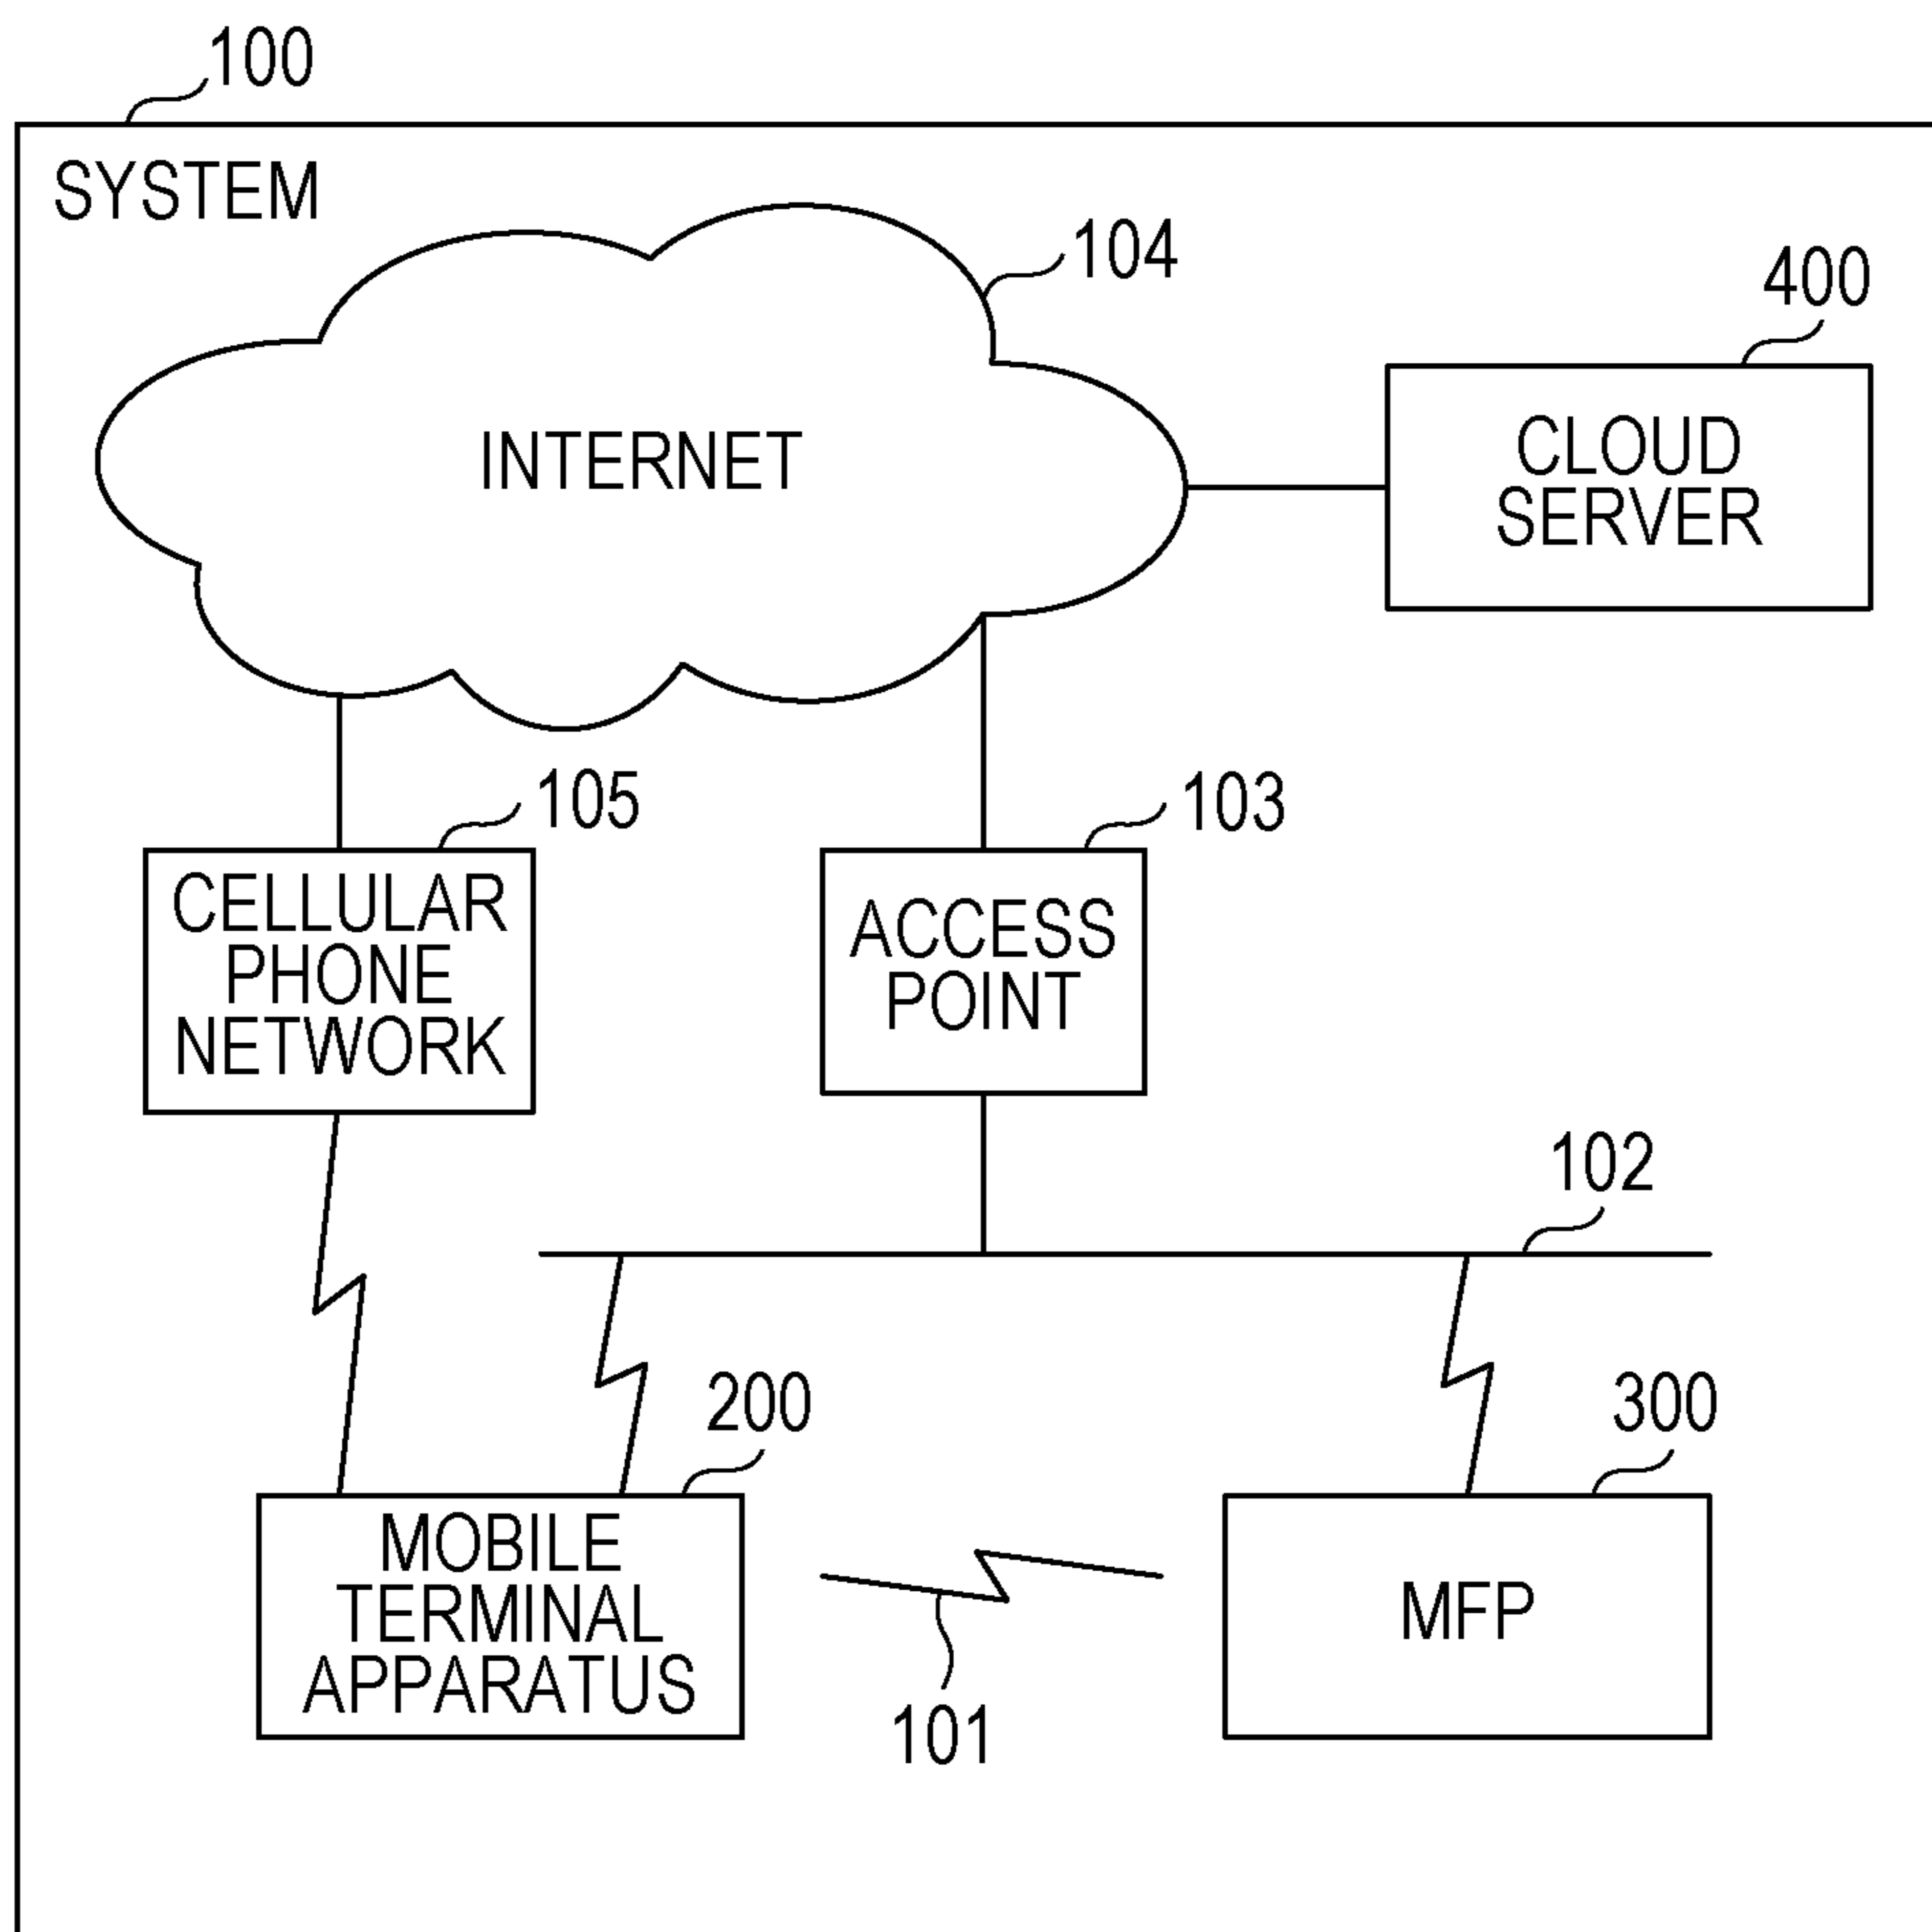 100
SYSTEM
104
400
INTERNET
CLOUD
SERVER
105
103
CELLULAR
PHONE
NETWORK
ACCESS
POINT
102
200
300
MOBILE
TERMINAL
APPARATUS
MFP
101